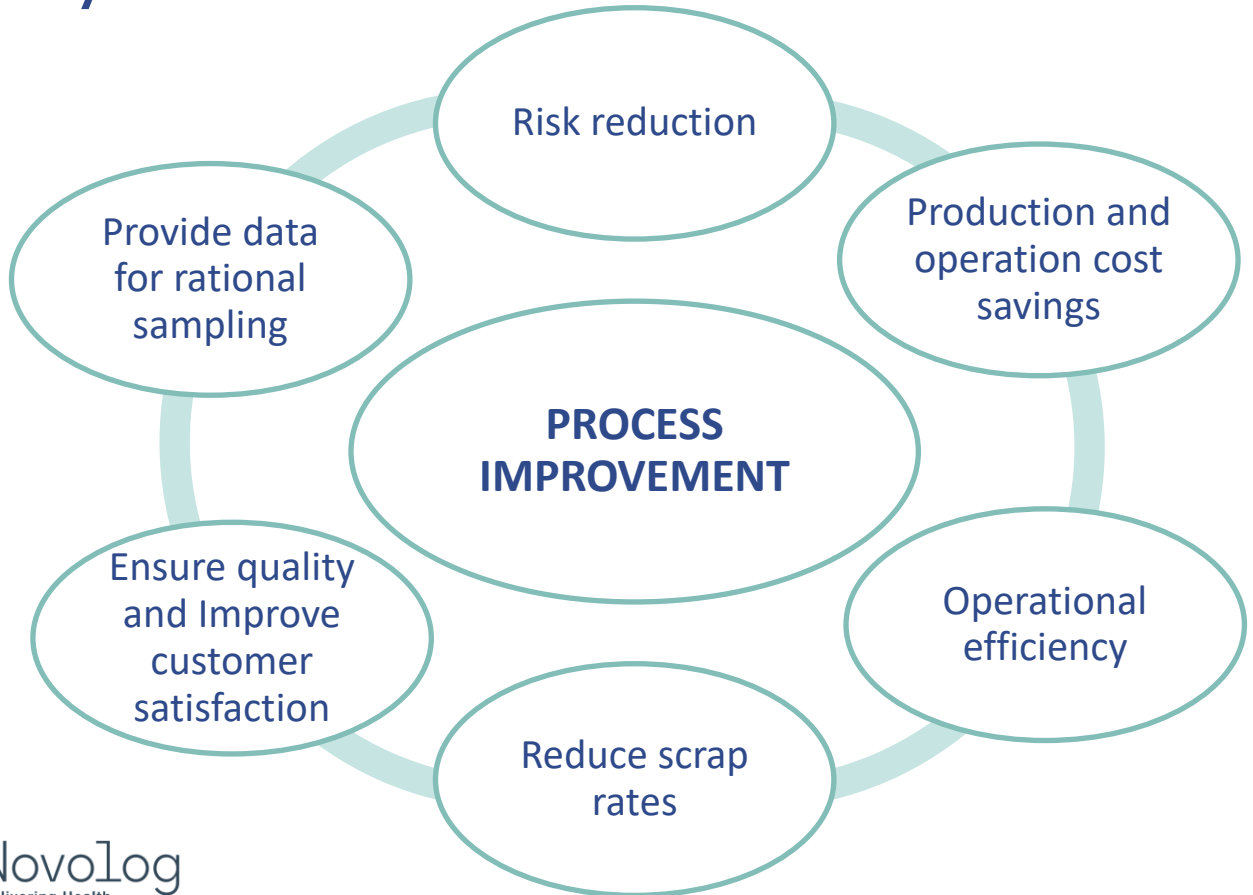 Risk reduction
Production and
operation cost
savings
Provide data
for rational
sampling
PROCESS
IMPROVEMENT
Operational
efficiency
Ensure quality
and Improve
customer
satisfaction
Reduce scrap
rates
Novolog